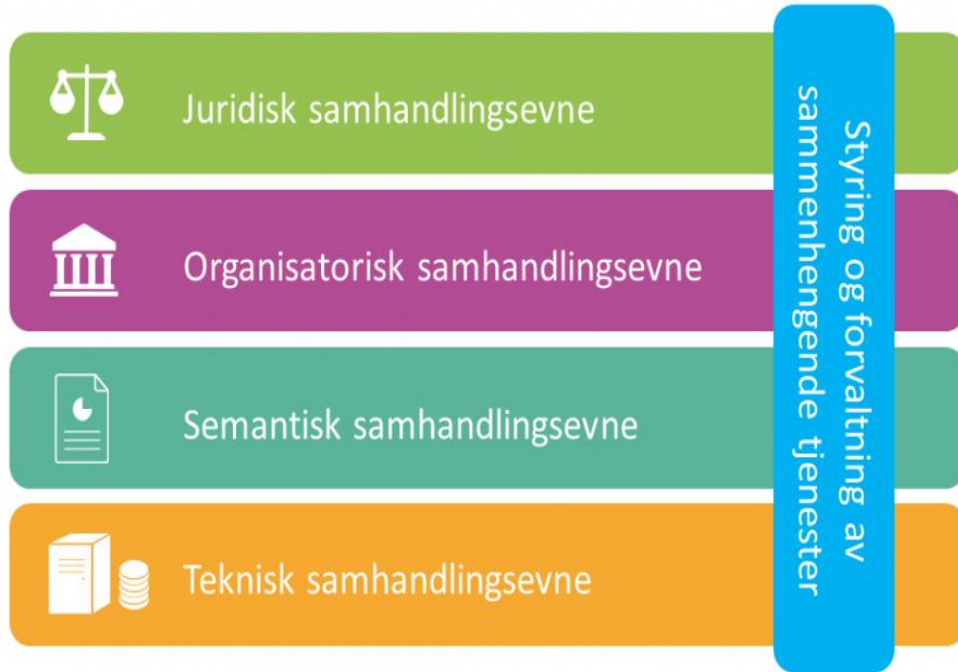 Juridisk samhandlingsevne
Organisatorisk samhandlingsevne
Semantisk samhandlingsevne
Teknisk samhandlingsevne
Styring og forvaltning av
sammenhengende tjenester